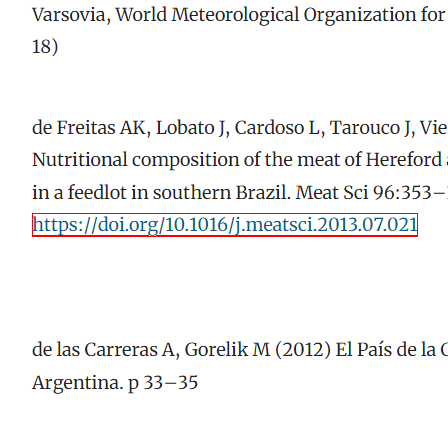 Varsovia, World Meteorological Organization for
18)
de Freitas AK, Lobato J, Cardoso L, Tarouco J, Vie
Nutritional composition of the meat of Hereford
in a feedlot in southern Brazil. Meat Sci 96:353–
https://doi.org/10.1016/j.meatsci.2013.07.021
de las Carreras A, Gorelik M (2012) El País de la
Argentina. p 33–35